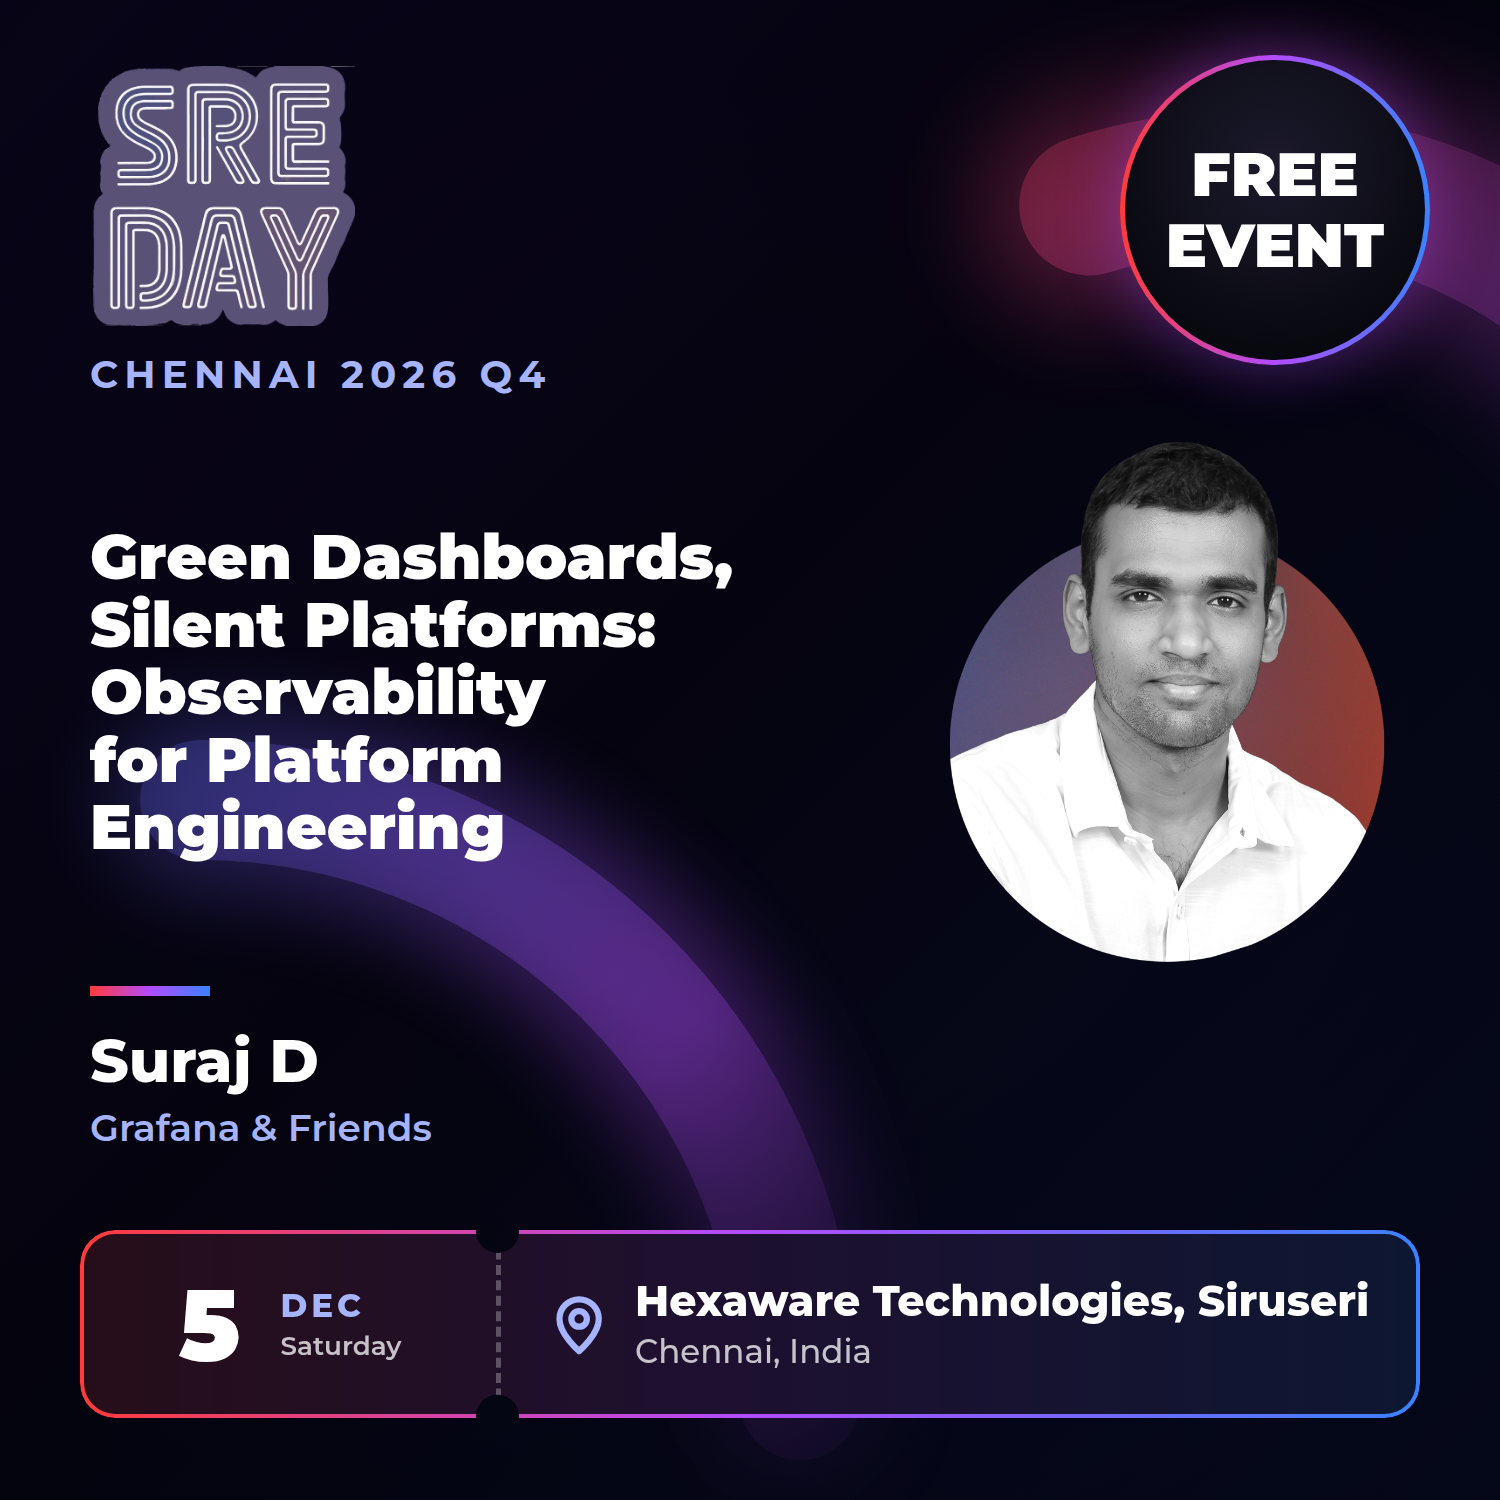 SRE
DAY
CHENNAI 2026 Q4
FREE
EVENT
Green Dashboards,
Silent Platforms:
Observability
for Platform
Engineering
Suraj D
Grafana & Friends
5
DEC
Saturday
Hexaware Technologies, Siruseri
Chennai, India